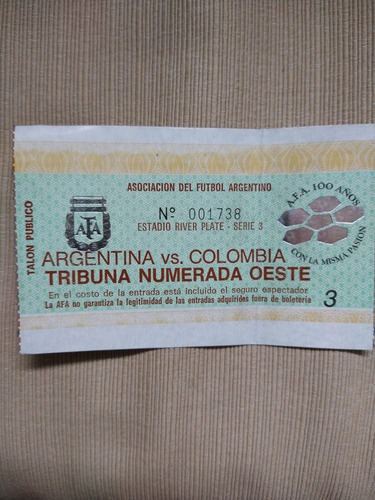 TALON PUBLICO
ASOCIACION DEL FUTBOL ARGENTINO
Nº 001738
ESTADIO RIVER PLATE - SERIE 3
AFA
A.F.A. 100 AÑOS
CON LA MISMA PASION
ARGENTINA vs. COLOMBIA
TRIBUNA NUMERADA OESTE
En el costo de la entrada está incluido el seguro espectador
La AFA no garantiza la legitimidad de las entradas adquiridas fuera de boletería
3